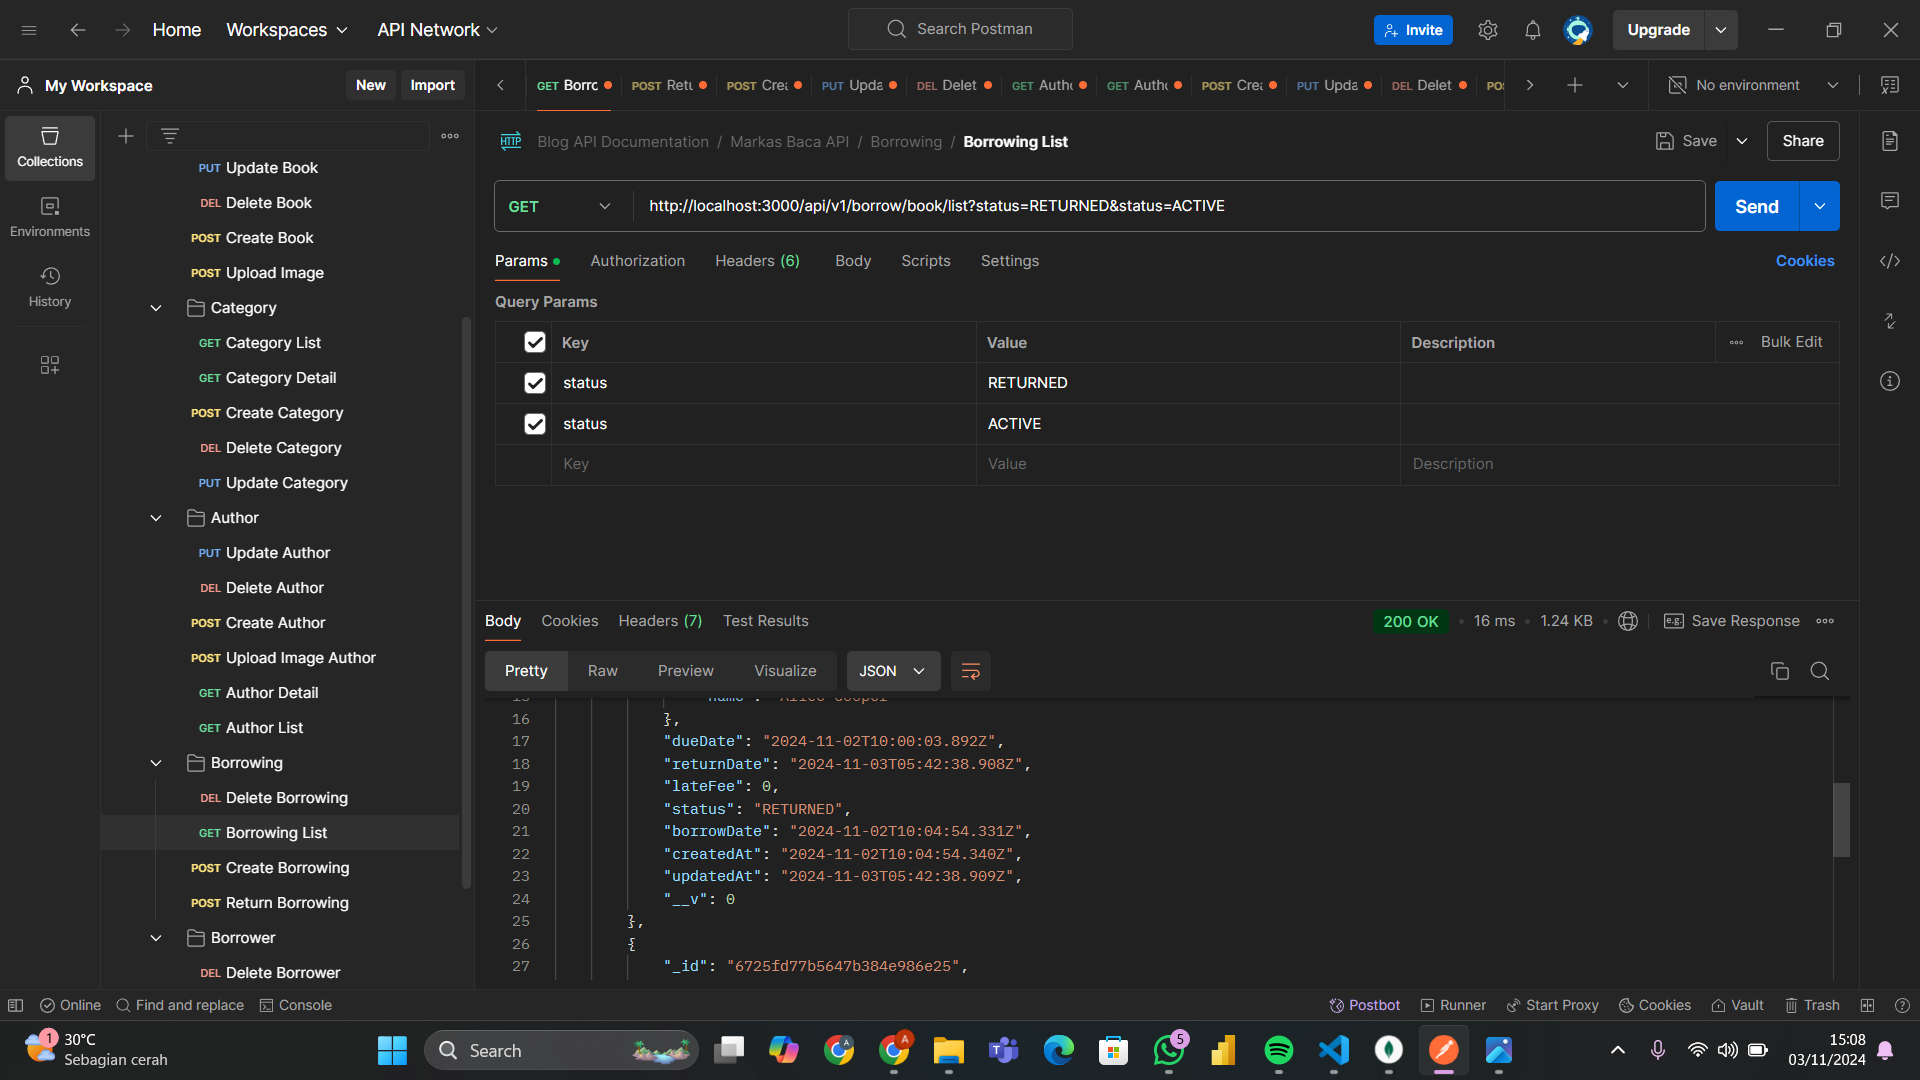 Home Workspaces API Network Search Postman Invite Upgrade
My Workspace New Import
GET Borrc POST Retu POST Crea PUT Upda DEL Delet GET Autho GET Autho POST Crea PUT Upda DEL Delet No environment
Collections
Environments
History
PUT Update Book
DEL Delete Book
POST Create Book
POST Upload Image
Category
GET Category List
GET Category Detail
POST Create Category
DEL Delete Category
PUT Update Category
Author
PUT Update Author
DEL Delete Author
POST Create Author
POST Upload Image Author
GET Author Detail
GET Author List
Borrowing
DEL Delete Borrowing
GET Borrowing List
POST Create Borrowing
POST Return Borrowing
Borrower
DEL Delete Borrower
HTTP Blog API Documentation / Markas Baca API / Borrowing / Borrowing List Save Share
GET http://localhost:3000/api/v1/borrow/book/list?status=RETURNED&status=ACTIVE Send
Params Authorization Headers (6) Body Scripts Settings Cookies
Query Params
Key Value Description Bulk Edit
status RETURNED
status ACTIVE
Key Value Description
Body Cookies Headers (7) Test Results 200 OK 16 ms 1.24 KB e.g. Save Response
Pretty Raw Preview Visualize JSON
16 },
17 "dueDate": "2024-11-02T10:00:03.892Z",
18 "returnDate": "2024-11-03T05:42:38.908Z",
19 "lateFee": 0,
20 "status": "RETURNED",
21 "borrowDate": "2024-11-02T10:04:54.331Z",
22 "createdAt": "2024-11-02T10:04:54.340Z",
23 "updatedAt": "2024-11-03T05:42:38.909Z",
24 "__v": 0
25 },
26 {
27 "_id": "6725fd77b5647b384e986e25",
Online Find and replace Console Postbot Runner Start Proxy Cookies Vault Trash
1 30°C
Sebagian cerah
Search
5
15:08
03/11/2024